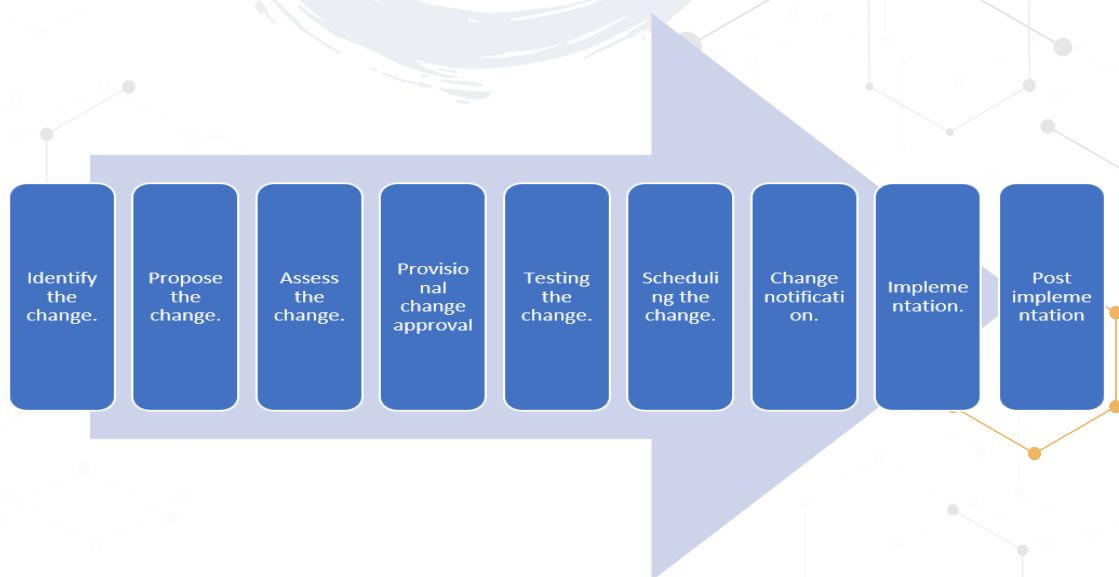 Identify
the
change.
Propose
the
change.
Assess
the
change.
Provisio
nal
change
approval
Testing
the
change.
Scheduli
ng the
change.
Change
notificati
on.
Impleme
ntation.
Post
impleme
ntation